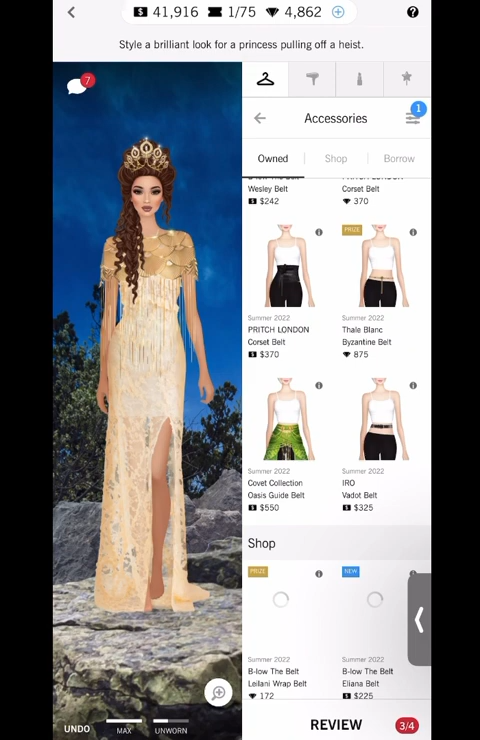 41,916
1/75
4,862
?
Style a brilliant look for a princess pulling off a heist.
7
1
Accessories
Owned
Shop
Borrow
Wesley Belt
$242
Corset Belt
370
Summer 2022
PRITCH LONDON
Corset Belt
$370
PRIZE
Summer 2022
Thale Blanc
Byzantine Belt
875
Summer 2022
Covet Collection
Oasis Guide Belt
$550
Summer 2022
IRO
Vadot Belt
$325
Shop
PRIZE
Summer 2022
B-low The Belt
Leilani Wrap Belt
172
NEW
Summer 2022
B-low The Belt
Eliana Belt
$225
UNDO
MAX
UNWORN
REVIEW
3/4